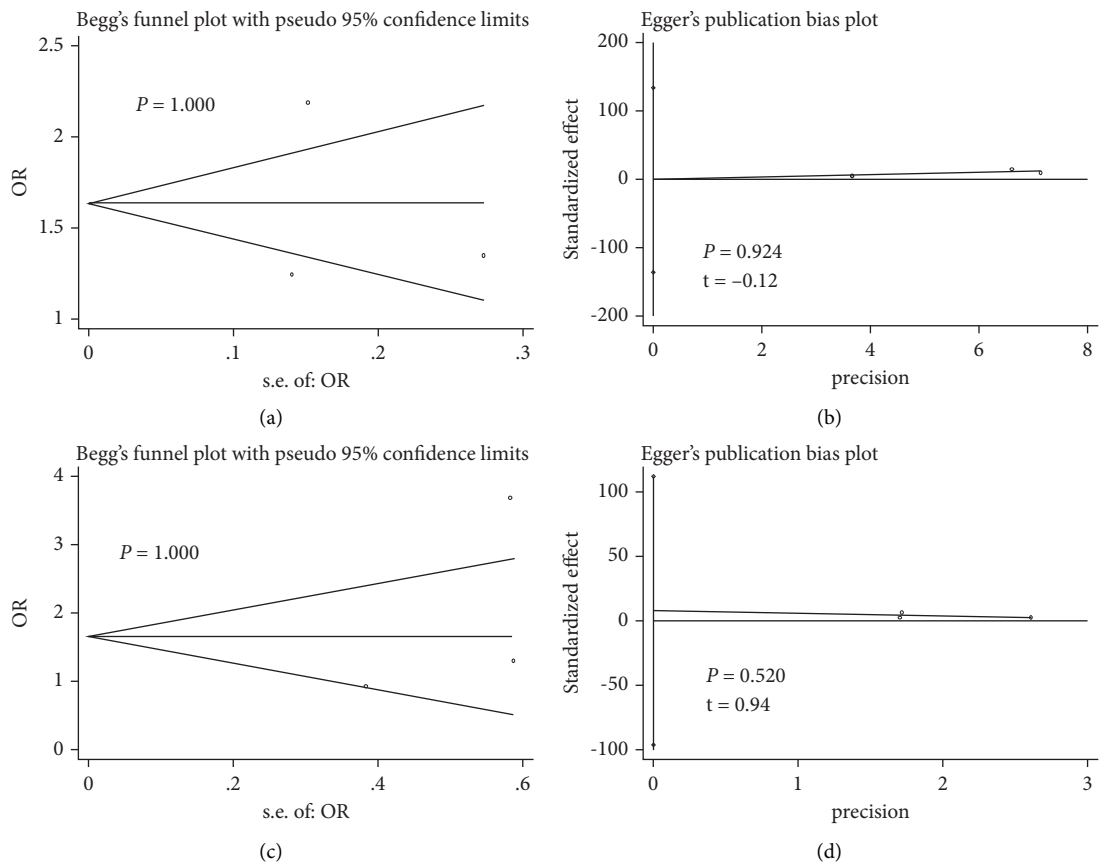 Begg's funnel plot with pseudo 95% confidence limits
2.5
2
1.5
1
OR
P = 1.000
0 .1 .2 .3
s.e. of: OR
(a)
Egger's publication bias plot
200
100
0
-100
-200
Standardized effect
P = 0.924
t = –0.12
0 2 4 6 8
precision
(b)
Begg's funnel plot with pseudo 95% confidence limits
4
3
2
1
0
OR
P = 1.000
0 .2 .4 .6
s.e. of: OR
(c)
Egger's publication bias plot
100
50
0
-50
-100
Standardized effect
P = 0.520
t = 0.94
0 1 2 3
precision
(d)